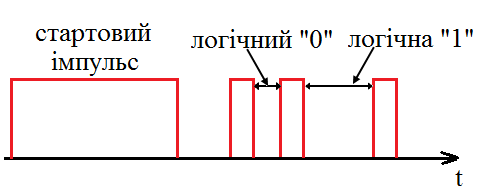 стартовий
імпульс
логічний "0"
логічна "1"
t